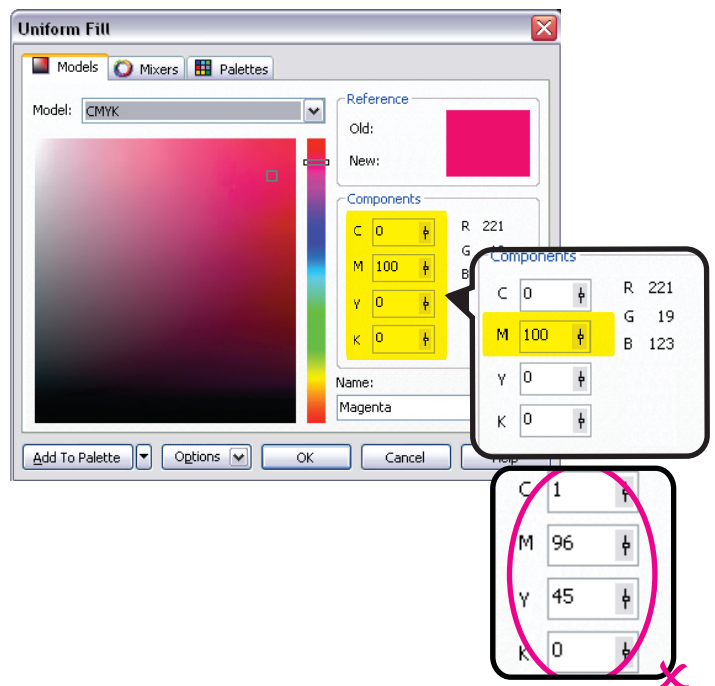 Uniform Fill
Models Mixers Palettes
Model: CMYK
Reference
Old:
New:
Components
C 0 R 221
M 100 G
Y 0 B
K 0
Name:
Magenta
Add To Palette Options OK Cancel Help
Components
C 0 R 221
M 100 G 19
Y 0 B 123
K 0
C 1
M 96
Y 45
K 0